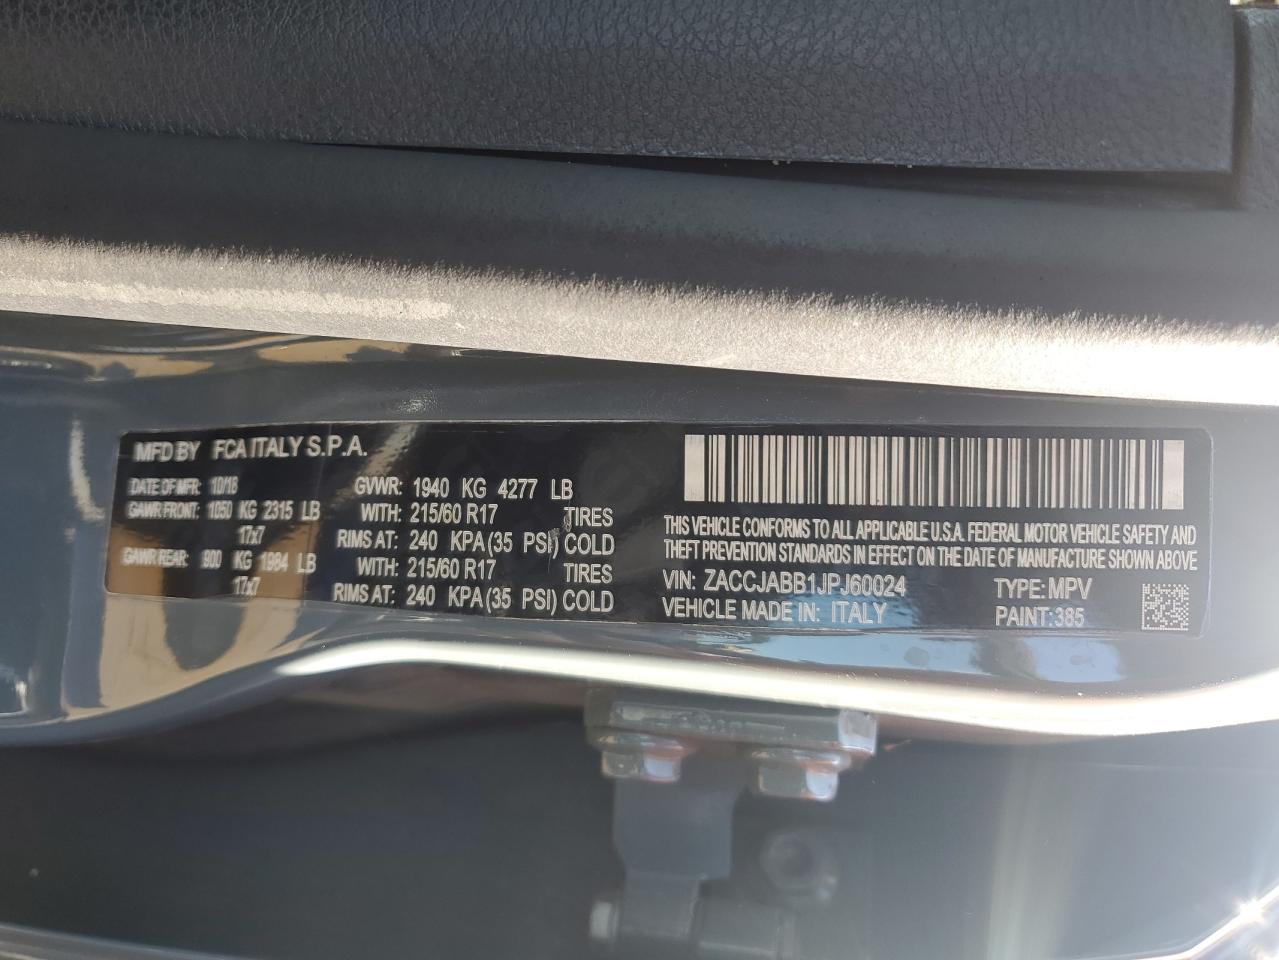 MFD BY FCA ITALY S.P.A.
DATE OF MFR: 10/18 GVWR: 1940 KG 4277 LB
GAWR FRONT: 1050 KG 2315 LB WITH: 215/60 R17 TIRES
17x7 RIMS AT: 240 KPA (35 PSI) COLD
GAWR REAR: 900 KG 1984 LB WITH: 215/60 R17 TIRES
17x7 RIMS AT: 240 KPA (35 PSI) COLD
THIS VEHICLE CONFORMS TO ALL APPLICABLE U.S.A. FEDERAL MOTOR VEHICLE SAFETY AND
THEFT PREVENTION STANDARDS IN EFFECT ON THE DATE OF MANUFACTURE SHOWN ABOVE
VIN: ZACCJABB1JPJ60024 TYPE: MPV
VEHICLE MADE IN: ITALY PAINT: 385